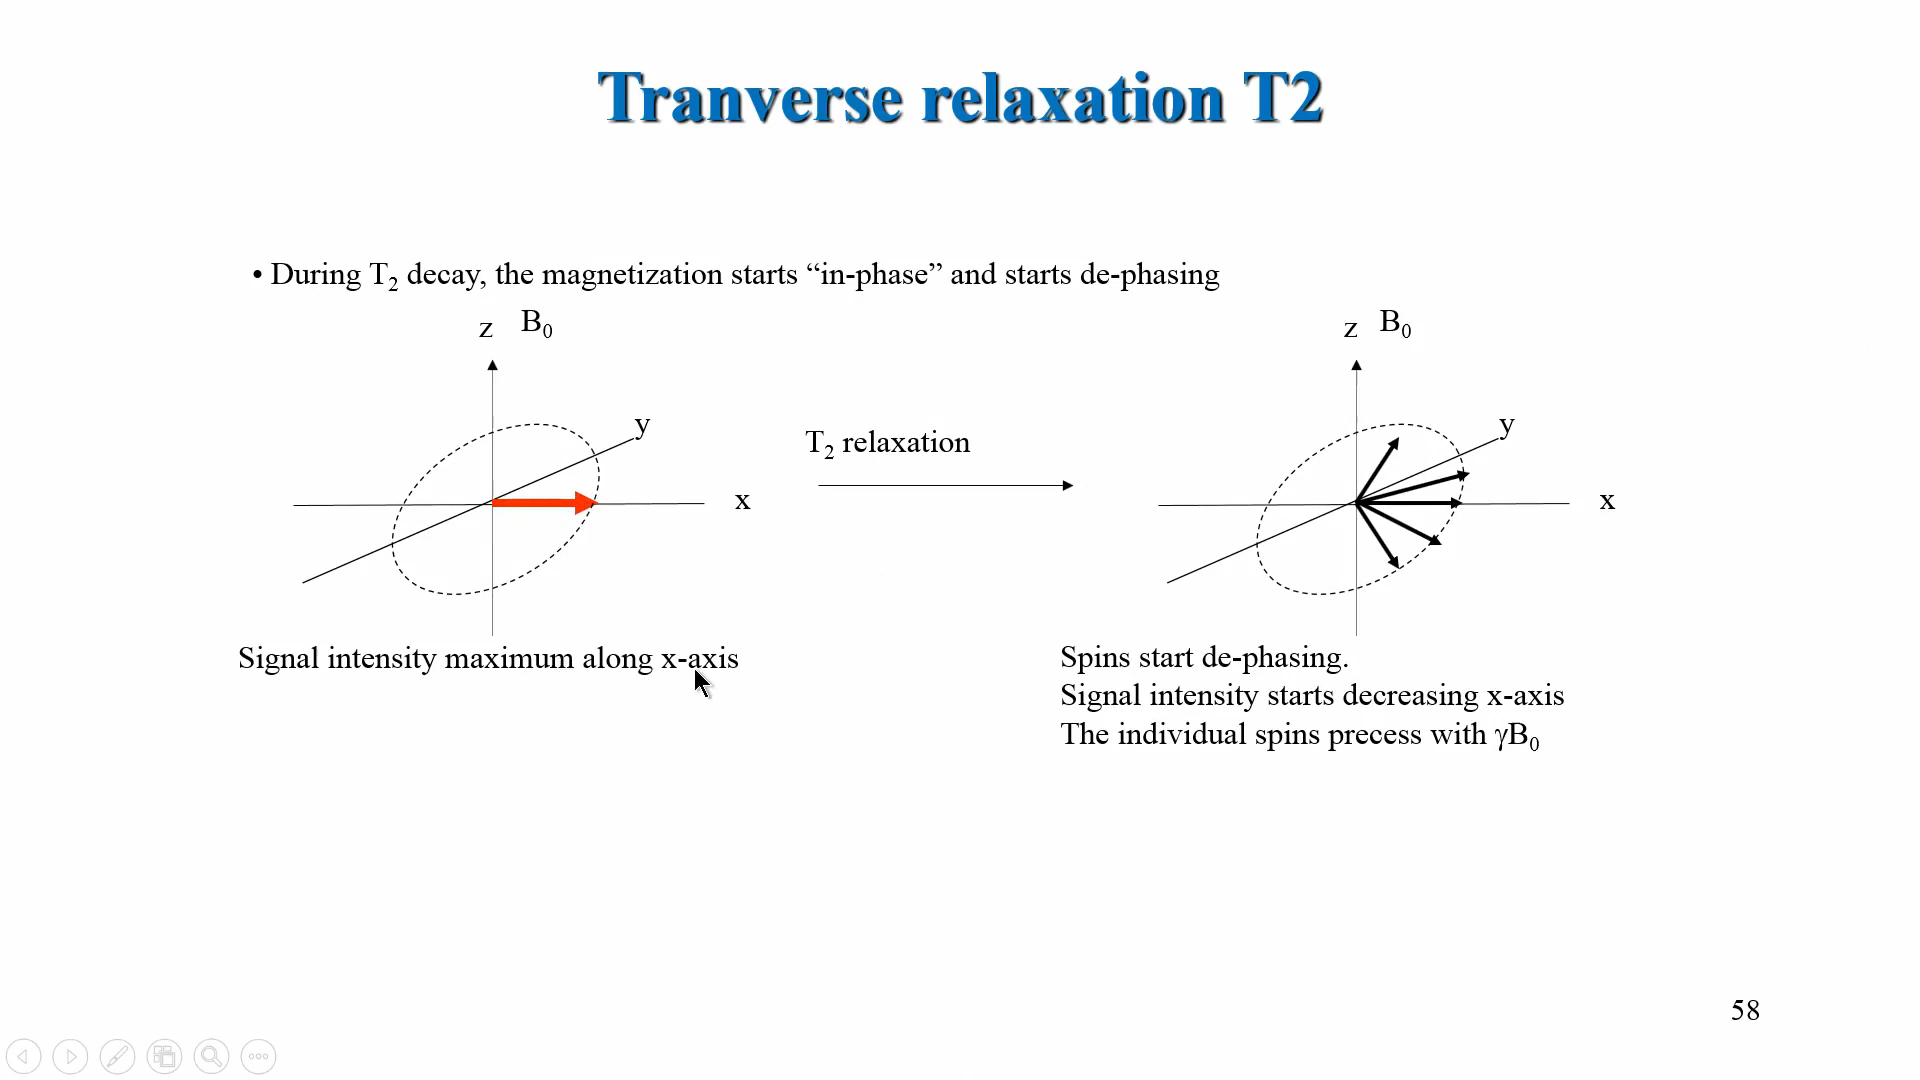 Tranverse relaxation T2
• During T₂ decay, the magnetization starts “in-phase” and starts de-phasing
z B₀
y
x
T₂ relaxation
z B₀
y
x
Signal intensity maximum along x-axis
Spins start de-phasing.
Signal intensity starts decreasing x-axis
The individual spins precess with γB₀
58